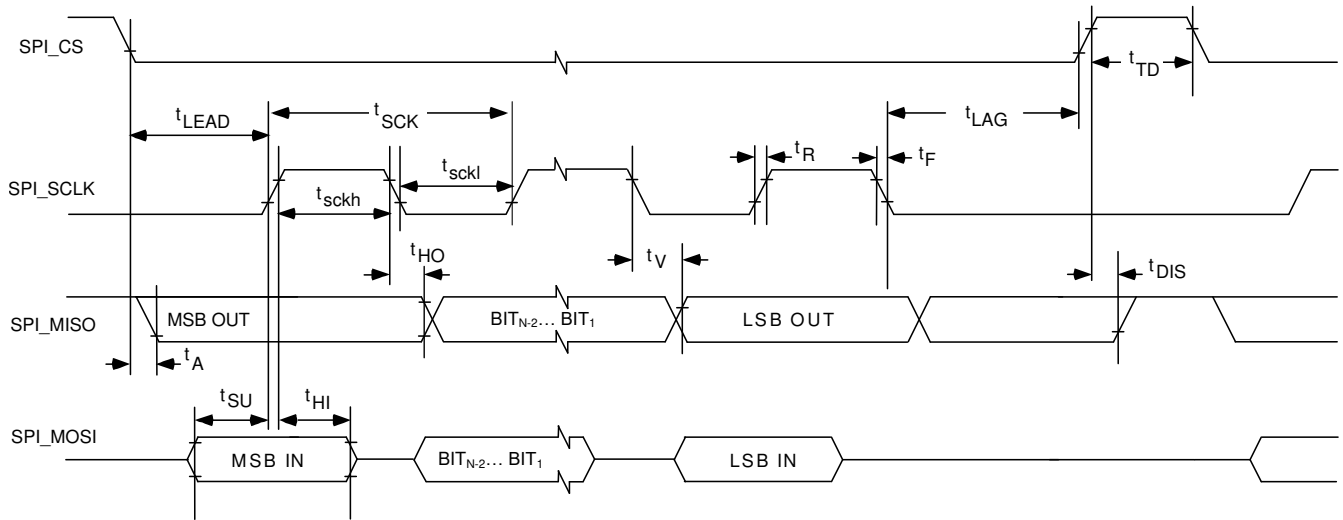 SPI_CS
tTD
tLEAD
tSCK
tLAG
SPI_SCLK
tsckh
tsckl
tR
tF
tHO
tV
tDIS
SPI_MISO
MSB OUT
BITN-2... BIT1
LSB OUT
tA
tSU
tHI
SPI_MOSI
MSB IN
BITN-2... BIT1
LSB IN